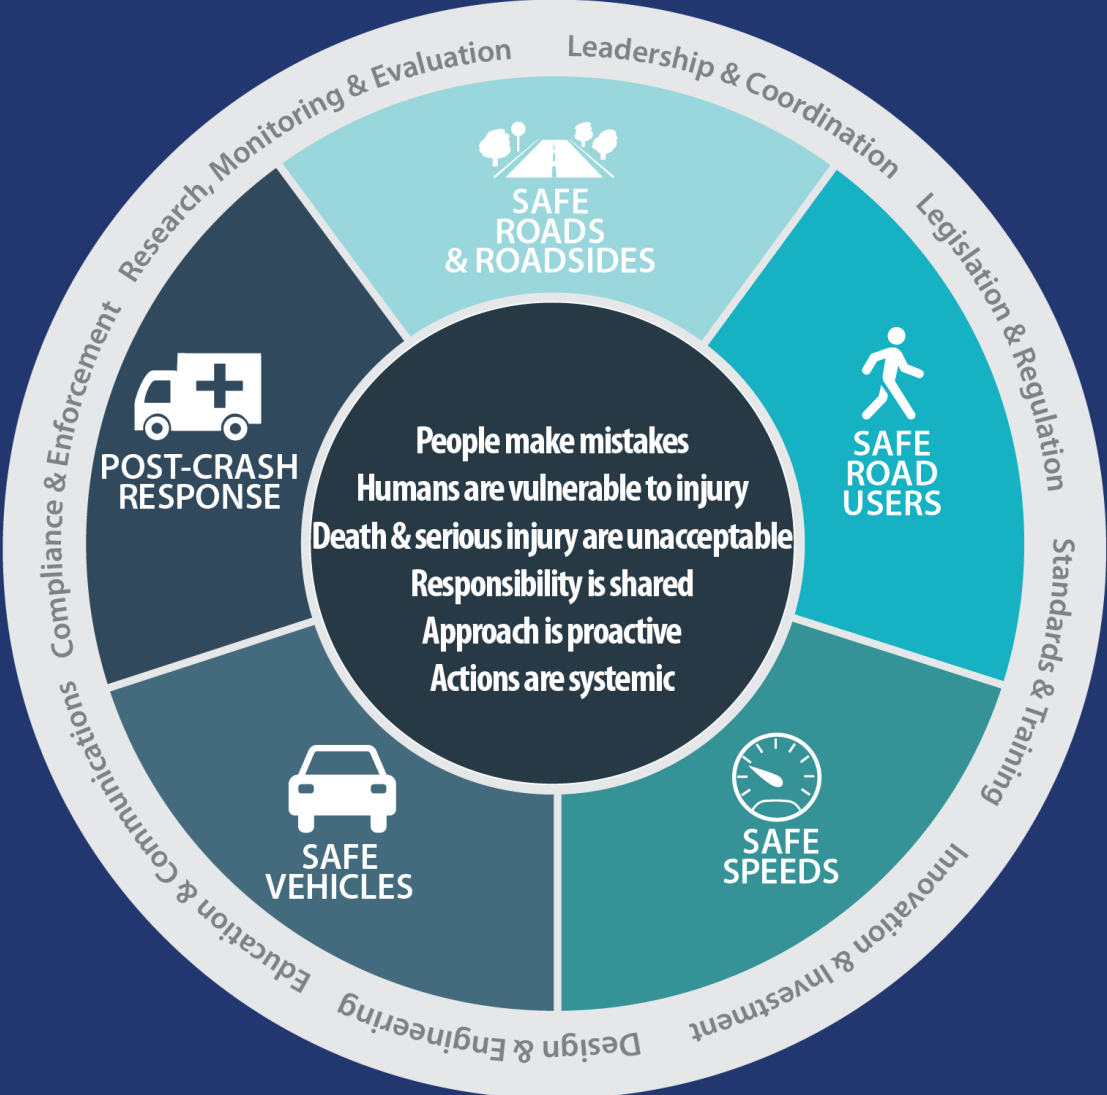 Leadership & Coordination
Legislation & Regulation
Standards & Training
Innovation & Investment
Design & Engineering
Education & Communications
Compliance & Enforcement
Research, Monitoring & Evaluation
SAFE
ROADS
& ROADSIDES
SAFE
ROAD
USERS
SAFE
SPEEDS
SAFE
VEHICLES
POST-CRASH
RESPONSE
People make mistakes
Humans are vulnerable to injury
Death & serious injury are unacceptable
Responsibility is shared
Approach is proactive
Actions are systemic